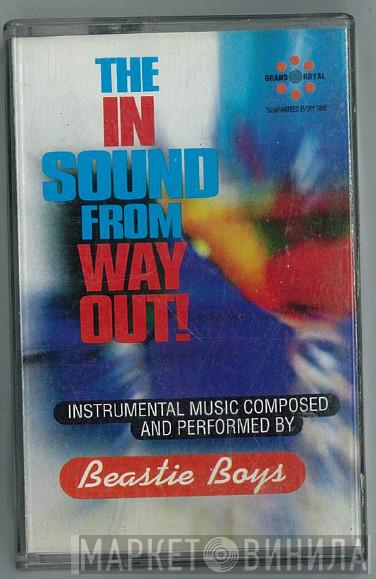 THE
IN
SOUND
FROM
WAY
OUT!
GRAND ROYAL
"GUARANTEED EVERY TIME"
INSTRUMENTAL MUSIC COMPOSED
AND PERFORMED BY
Beastie Boys
МАРКЕТ ВИНИЛА